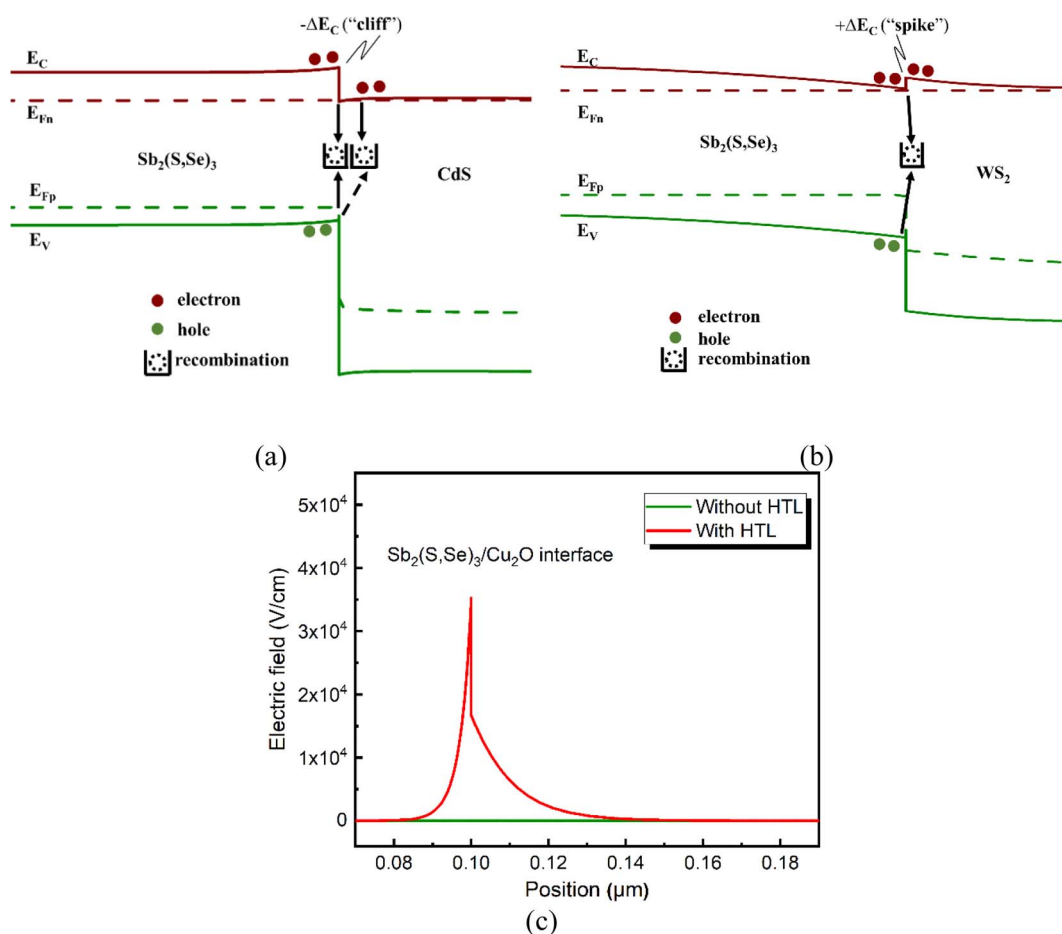 -ΔE_C (“cliff”)
E_C
E_Fn
Sb₂(S,Se)₃
CdS
E_Fp
E_V
electron
hole
recombination
(a)
+ΔE_C (“spike”)
E_C
E_Fn
Sb₂(S,Se)₃
E_Fp
WS₂
E_V
electron
hole
recombination
(b)
Without HTL
With HTL
Sb₂(S,Se)₃/Cu₂O interface
Electric field (V/cm)
5x10⁴
4x10⁴
3x10⁴
2x10⁴
1x10⁴
0
0.08 0.10 0.12 0.14 0.16 0.18
Position (μm)
(c)